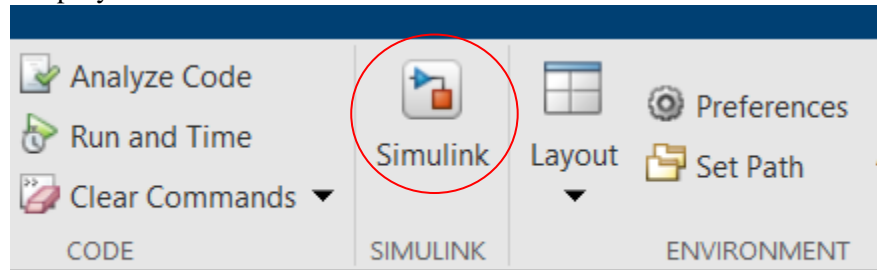 Analyze Code
Run and Time
Clear Commands
CODE
Simulink
SIMULINK
Layout
Preferences
Set Path
ENVIRONMENT